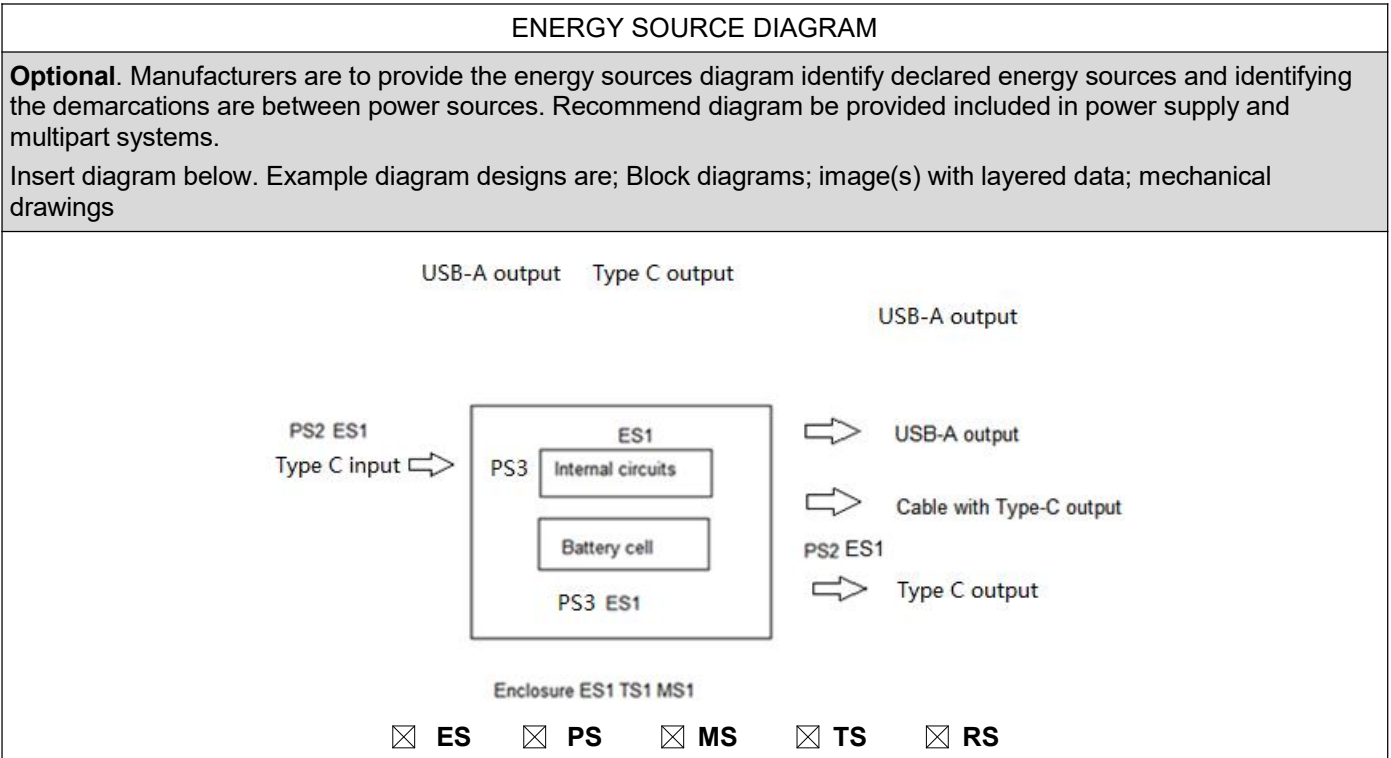 ENERGY SOURCE DIAGRAM
Optional. Manufacturers are to provide the energy sources diagram identify declared energy sources and identifying
the demarcations are between power sources. Recommend diagram be provided included in power supply and
multipart systems.
Insert diagram below. Example diagram designs are; Block diagrams; image(s) with layered data; mechanical
drawings
USB-A output Type C output
USB-A output
PS2 ES1
Type C input
ES1
PS3
Internal circuits
Battery cell
PS3 ES1
USB-A output
Cable with Type-C output
PS2 ES1
Type C output
Enclosure ES1 TS1 MS1
☒ ES ☒ PS ☒ MS ☒ TS ☒ RS